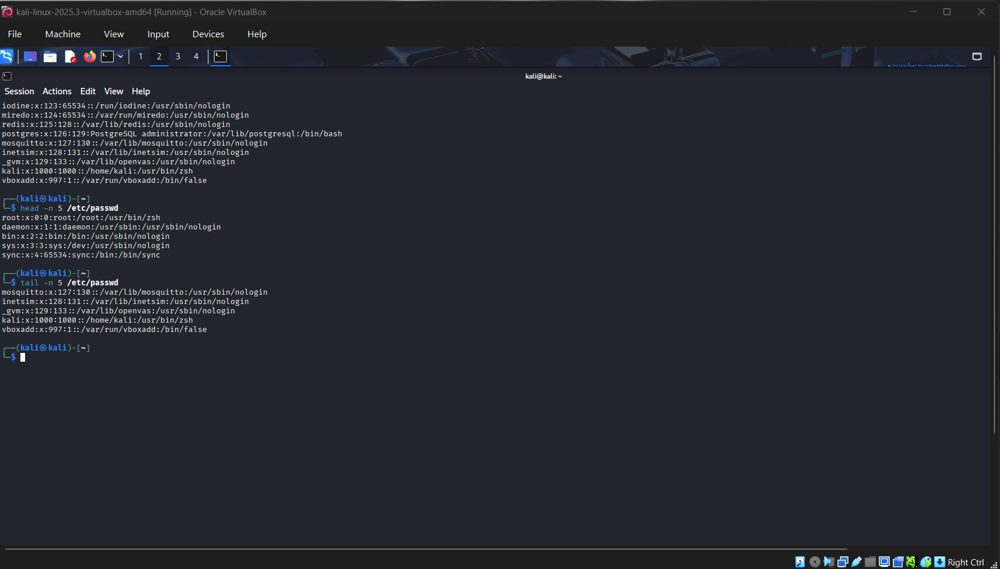 kali-linux-2025.3-virtualbox-amd64 [Running] - Oracle VirtualBox
File Machine View Input Devices Help
1 2 3 4
kali@kali: ~
Session Actions Edit View Help
iodine:x:123:65534::/run/iodine:/usr/sbin/nologin
miredo:x:124:65534::/var/run/miredo:/usr/sbin/nologin
redis:x:125:128::/var/lib/redis:/usr/sbin/nologin
postgres:x:126:129:PostgreSQL administrator:/var/lib/postgresql:/bin/bash
mosquitto:x:127:130::/var/lib/mosquitto:/usr/sbin/nologin
inetsim:x:128:131::/var/lib/inetsim:/usr/sbin/nologin
_gvm:x:129:133::/var/lib/openvas:/usr/sbin/nologin
kali:x:1000:1000::/home/kali:/usr/bin/zsh
vboxadd:x:997:1::/var/run/vboxadd:/bin/false
┌──(kali㉿kali)-[~]
└─$ head -n 5 /etc/passwd
root:x:0:0:root:/root:/usr/bin/zsh
daemon:x:1:1:daemon:/usr/sbin:/usr/sbin/nologin
bin:x:2:2:bin:/bin:/usr/sbin/nologin
sys:x:3:3:sys:/dev:/usr/sbin/nologin
sync:x:4:65534:sync:/bin:/bin/sync
┌──(kali㉿kali)-[~]
└─$ tail -n 5 /etc/passwd
mosquitto:x:127:130::/var/lib/mosquitto:/usr/sbin/nologin
inetsim:x:128:131::/var/lib/inetsim:/usr/sbin/nologin
_gvm:x:129:133::/var/lib/openvas:/usr/sbin/nologin
kali:x:1000:1000::/home/kali:/usr/bin/zsh
vboxadd:x:997:1::/var/run/vboxadd:/bin/false
┌──(kali㉿kali)-[~]
└─$
Right Ctrl